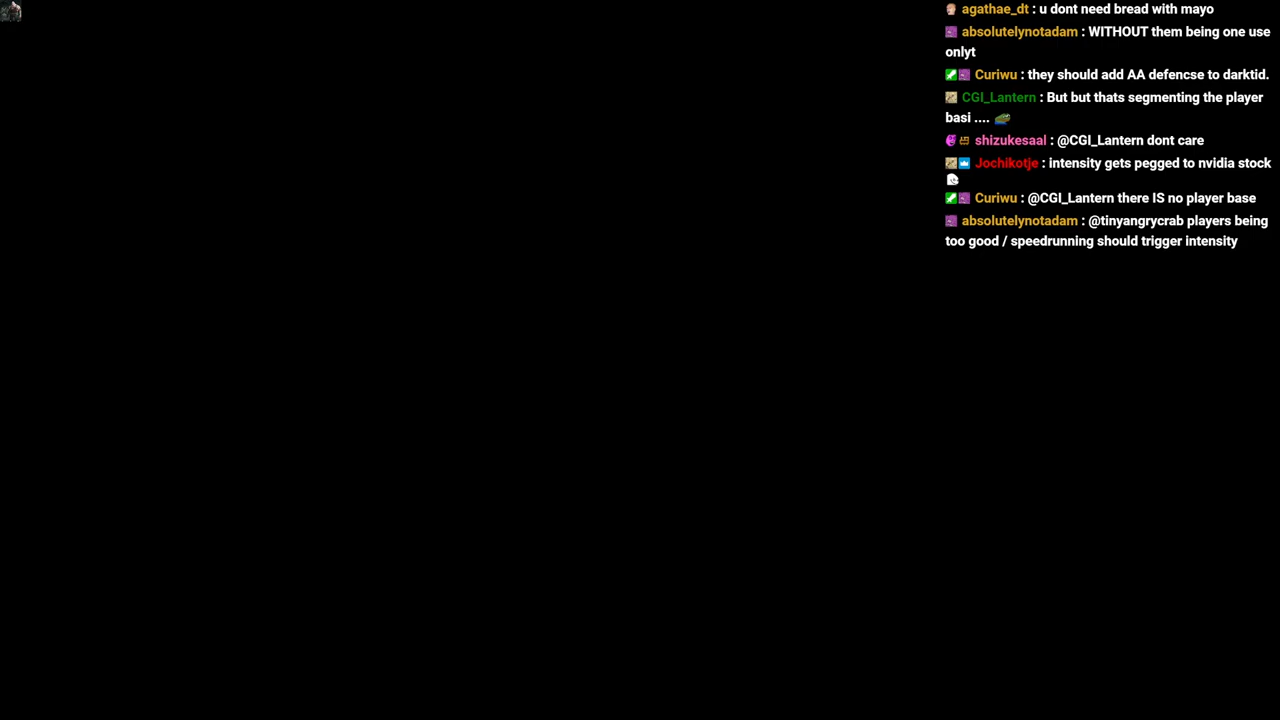 agathae_dt : u dont need bread with mayo
absolutelynotadam : WITHOUT them being one use
onlyt
Curiwu : they should add AA defencse to darktid.
CGI_Lantern : But but thats segmenting the player
basi ....
shizukesaal : @CGI_Lantern dont care
Jochikotje : intensity gets pegged to nvidia stock
Curiwu : @CGI_Lantern there IS no player base
absolutelynotadam : @tinyangrycrab players being
too good / speedrunning should trigger intensity